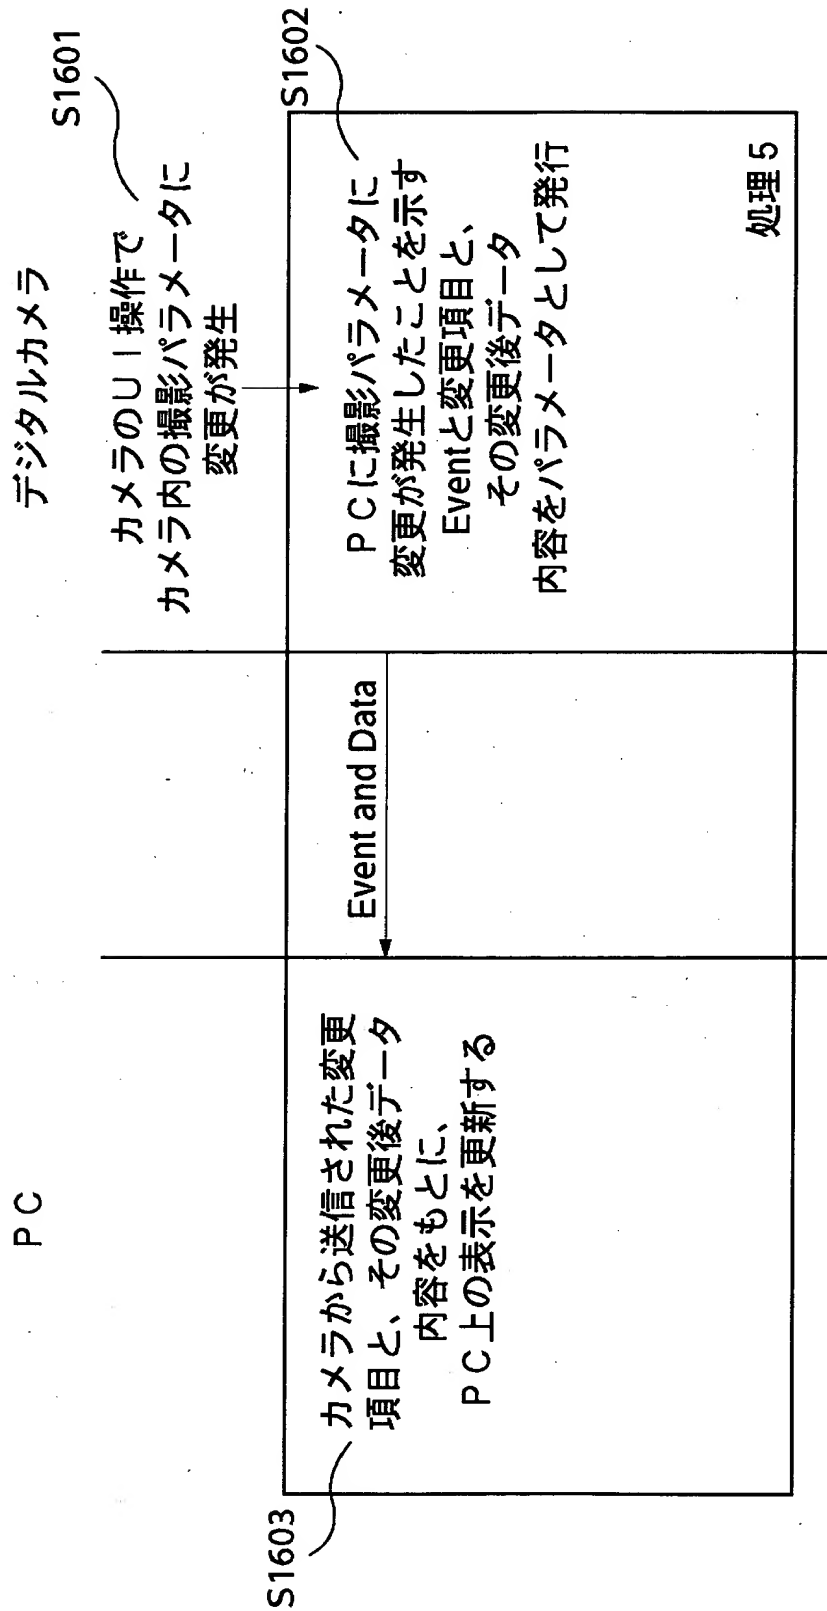 PC
デジタルカメラ
S1601
カメラのUI操作で
カメラ内の撮影パラメータに
変更が発生
S1602
PCに撮影パラメータに
変更が発生したことを示す
Eventと変更項目と、
その変更後データ
内容をパラメータとして発行
Event and Data
S1603
カメラから送信された変更
項目と、その変更後データ
内容をもとに、
PC上の表示を更新する
処理5